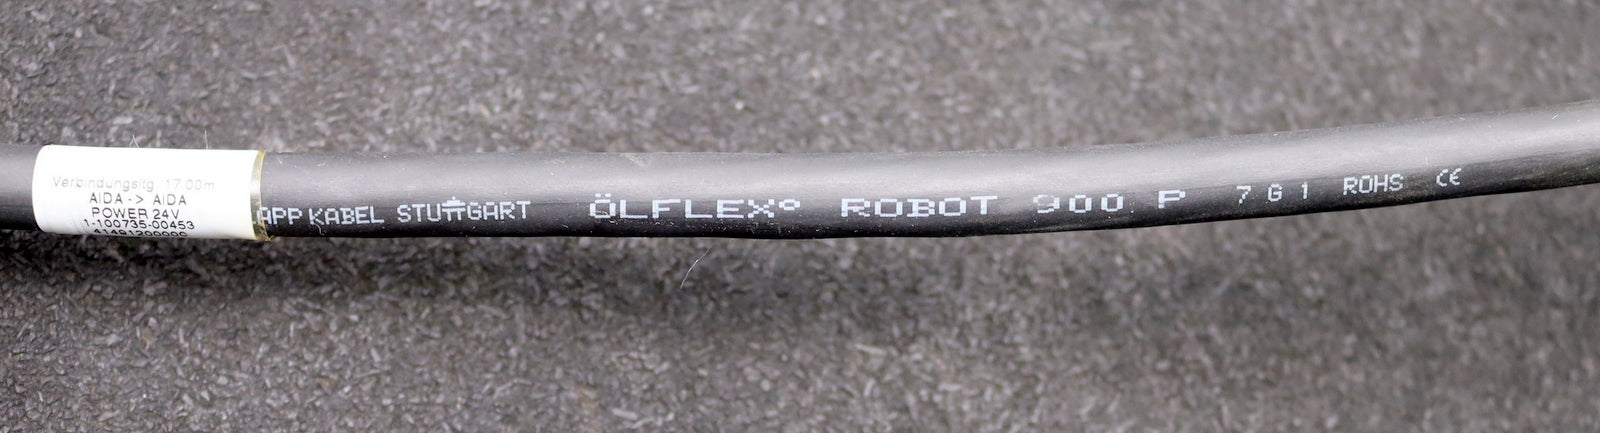 Verbindungsltg. 17,00m
AIDA -> AIDA
POWER 24V
1-100735-00453
APP KABEL STUTTGART ÖLFLEX® ROBOT 900 P 7 G 1 ROHS CE